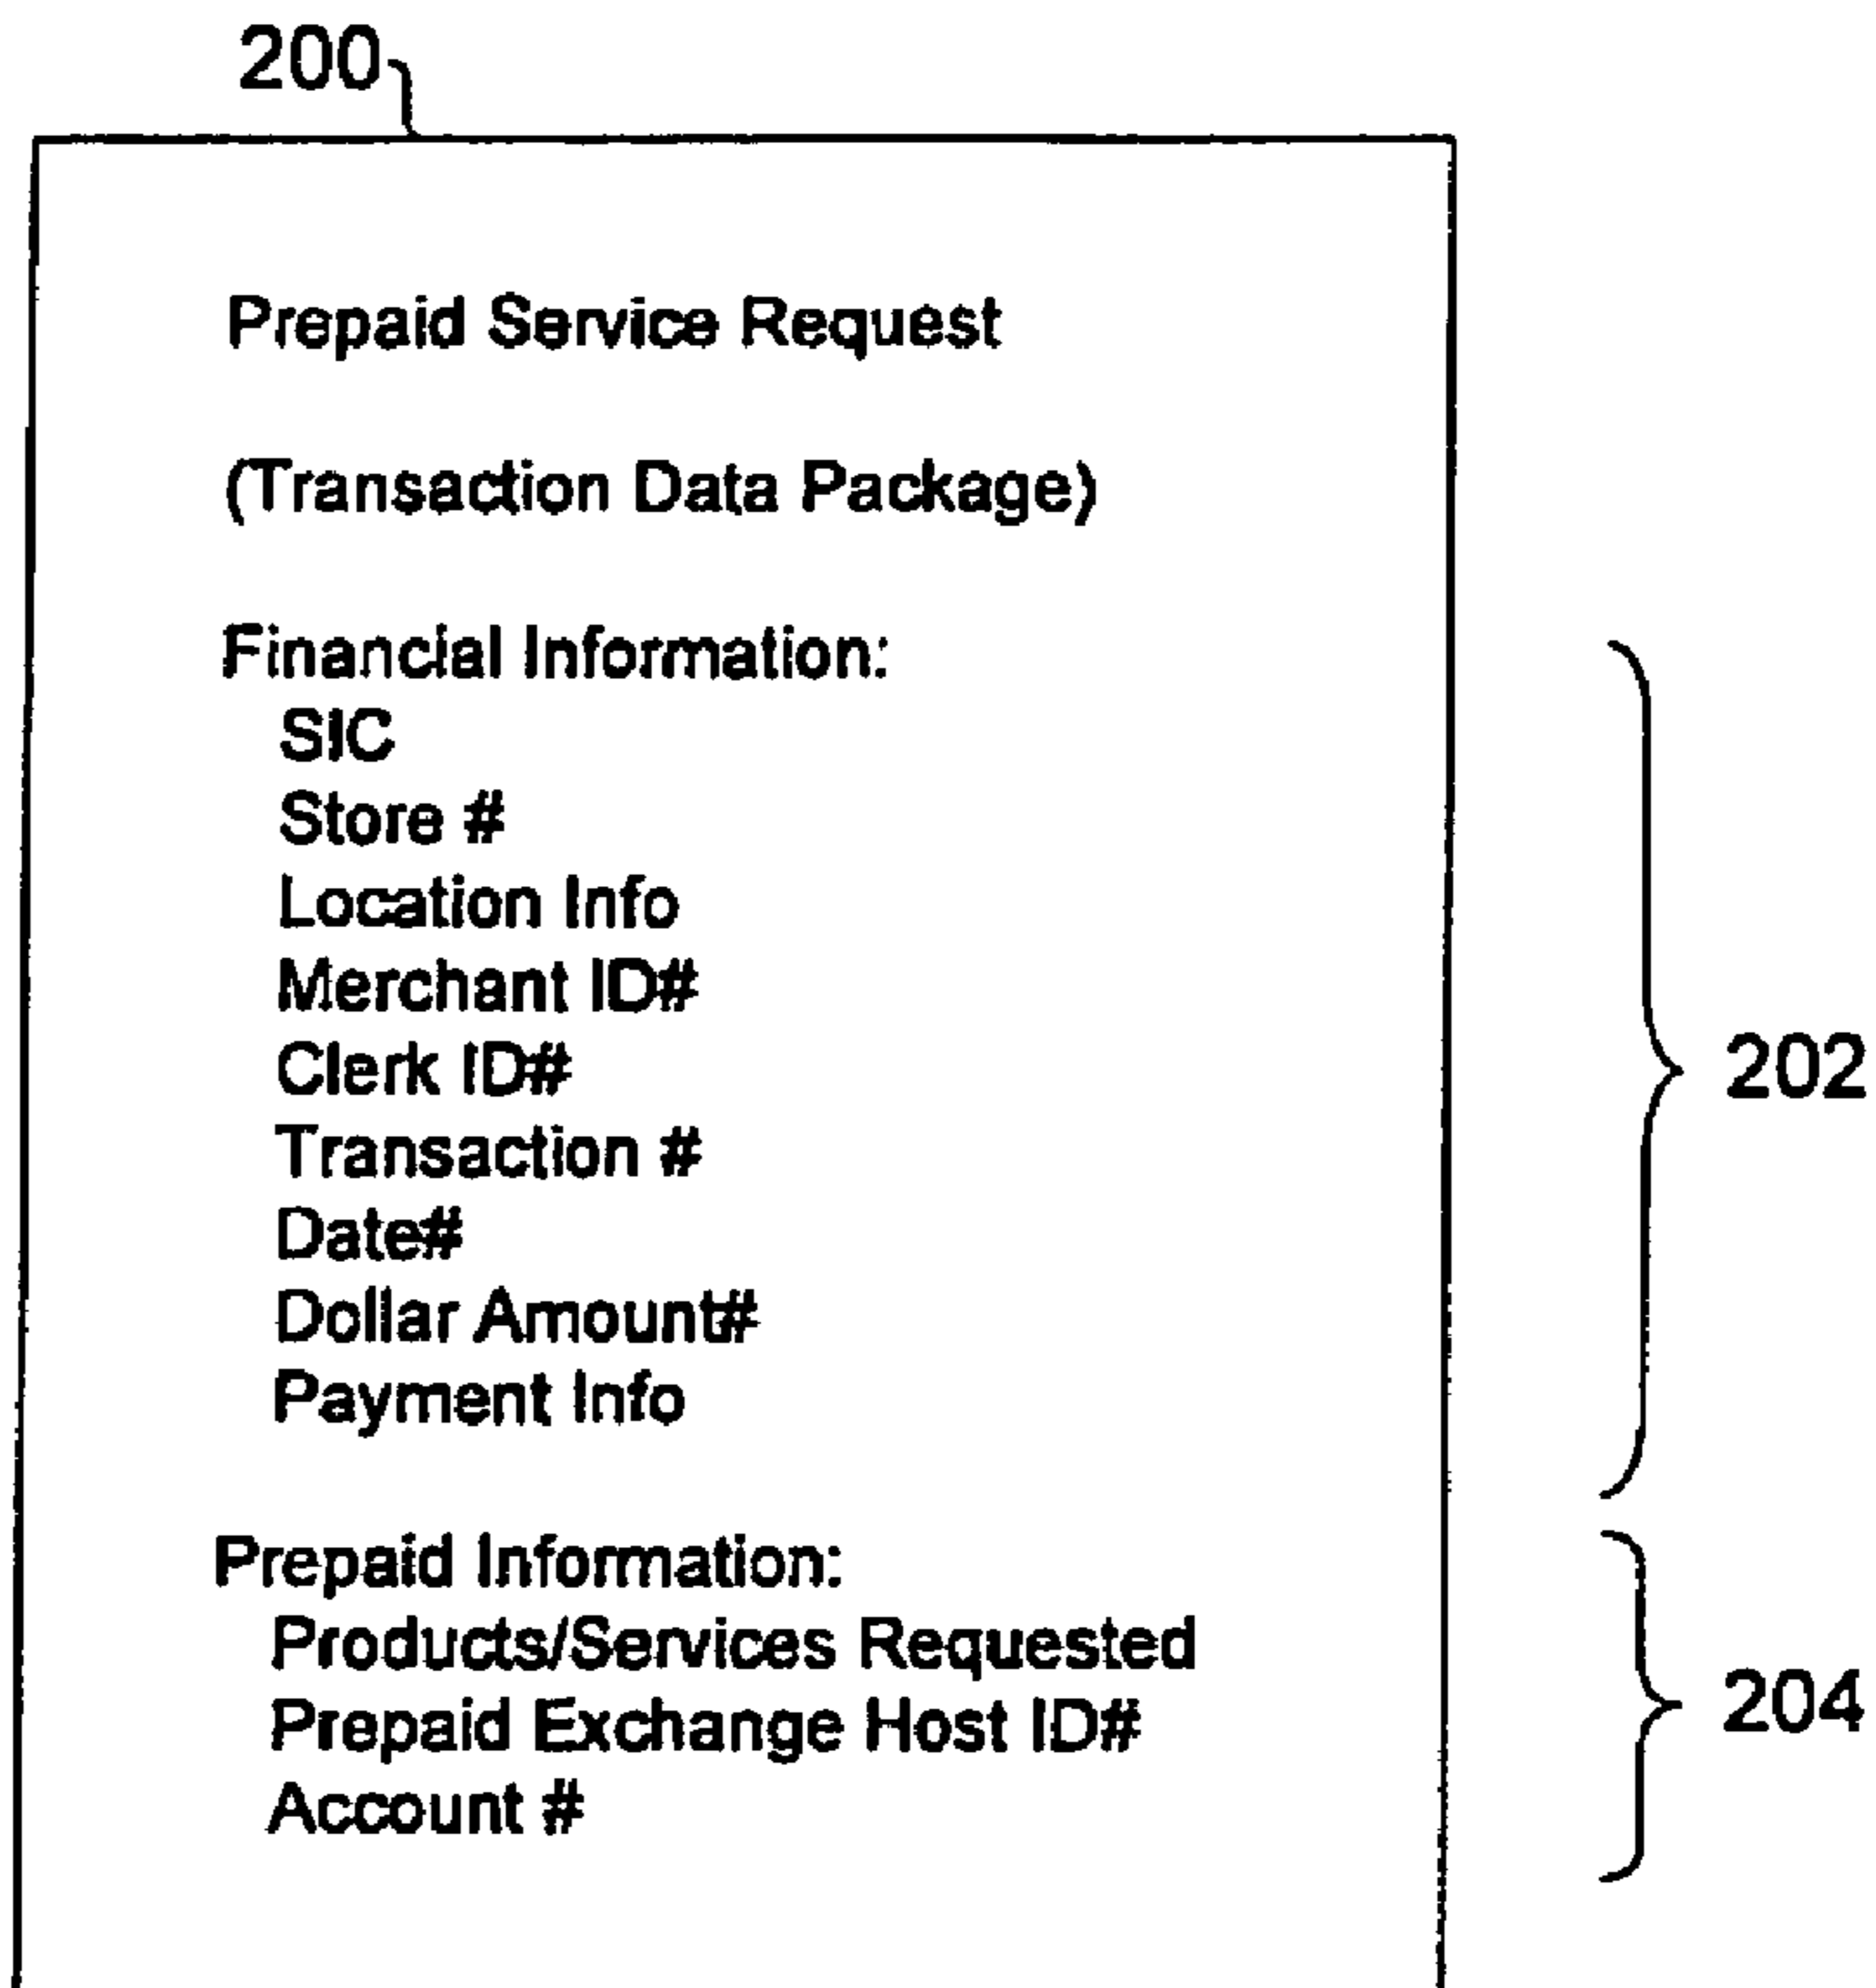 200
Prepaid Service Request
(Transaction Data Package)
Financial Information:
SIC
Store #
Location Info
Merchant ID#
Clerk ID#
Transaction #
Date#
Dollar Amount#
Payment Info
202
Prepaid Information:
Products/Services Requested
Prepaid Exchange Host ID#
Account #
204